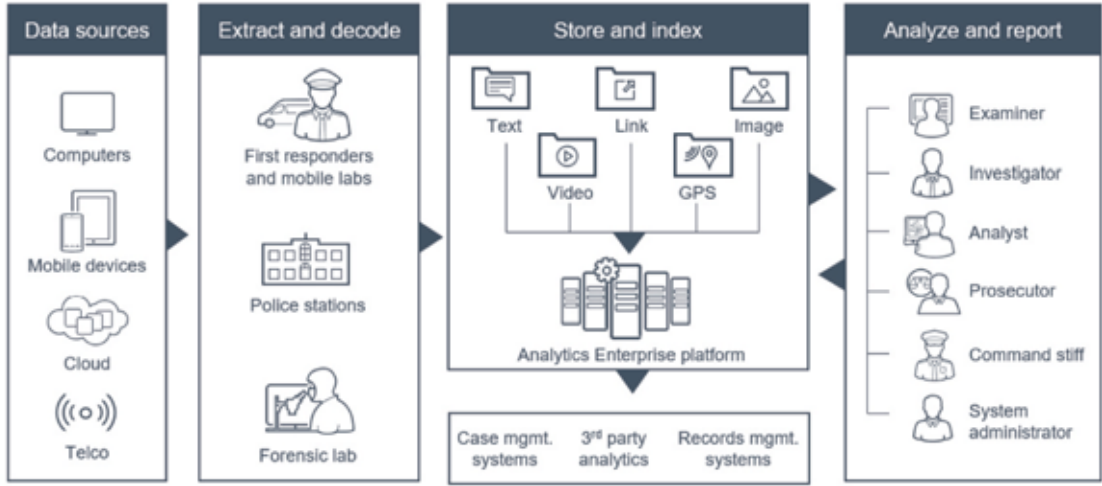 Data sources
Computers
Mobile devices
Cloud
Telco
Extract and decode
First responders
and mobile labs
Police stations
Forensic lab
Store and index
Text
Link
Image
Video
GPS
Analytics Enterprise platform
Case mgmt.
systems
3rd party
analytics
Records mgmt.
systems
Analyze and report
Examiner
Investigator
Analyst
Prosecutor
Command stiff
System
administrator